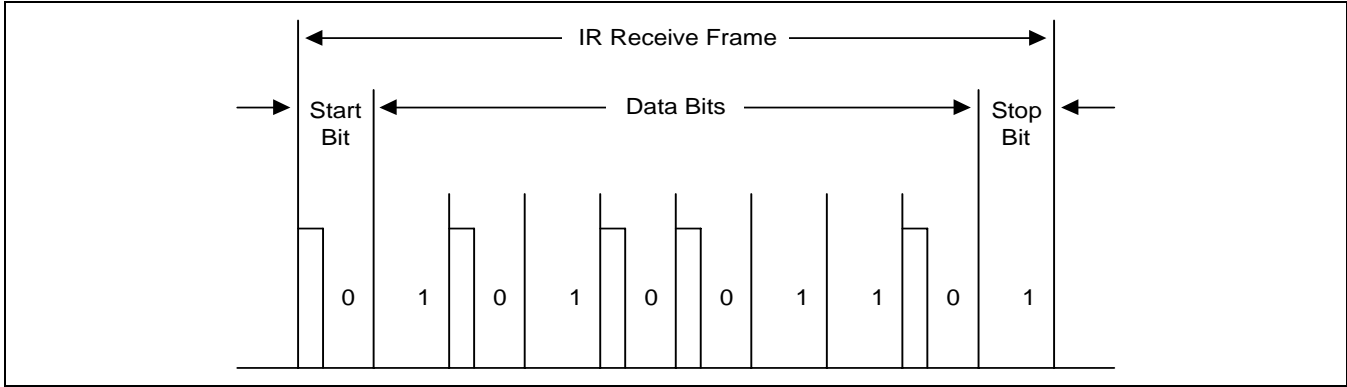 IR Receive Frame
Start Bit
Data Bits
Stop Bit
0 1 0 1 0 0 1 1 0 1